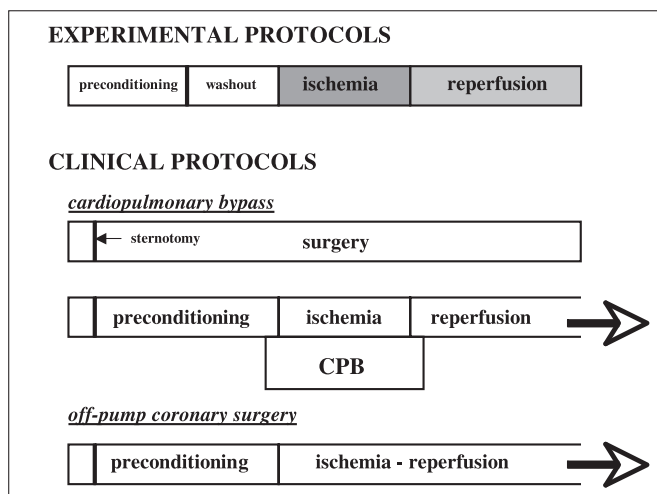 EXPERIMENTAL PROTOCOLS
preconditioning washout ischemia reperfusion
CLINICAL PROTOCOLS
cardiopulmonary bypass
sternotomy surgery
preconditioning ischemia reperfusion
CPB
off-pump coronary surgery
preconditioning ischemia - reperfusion